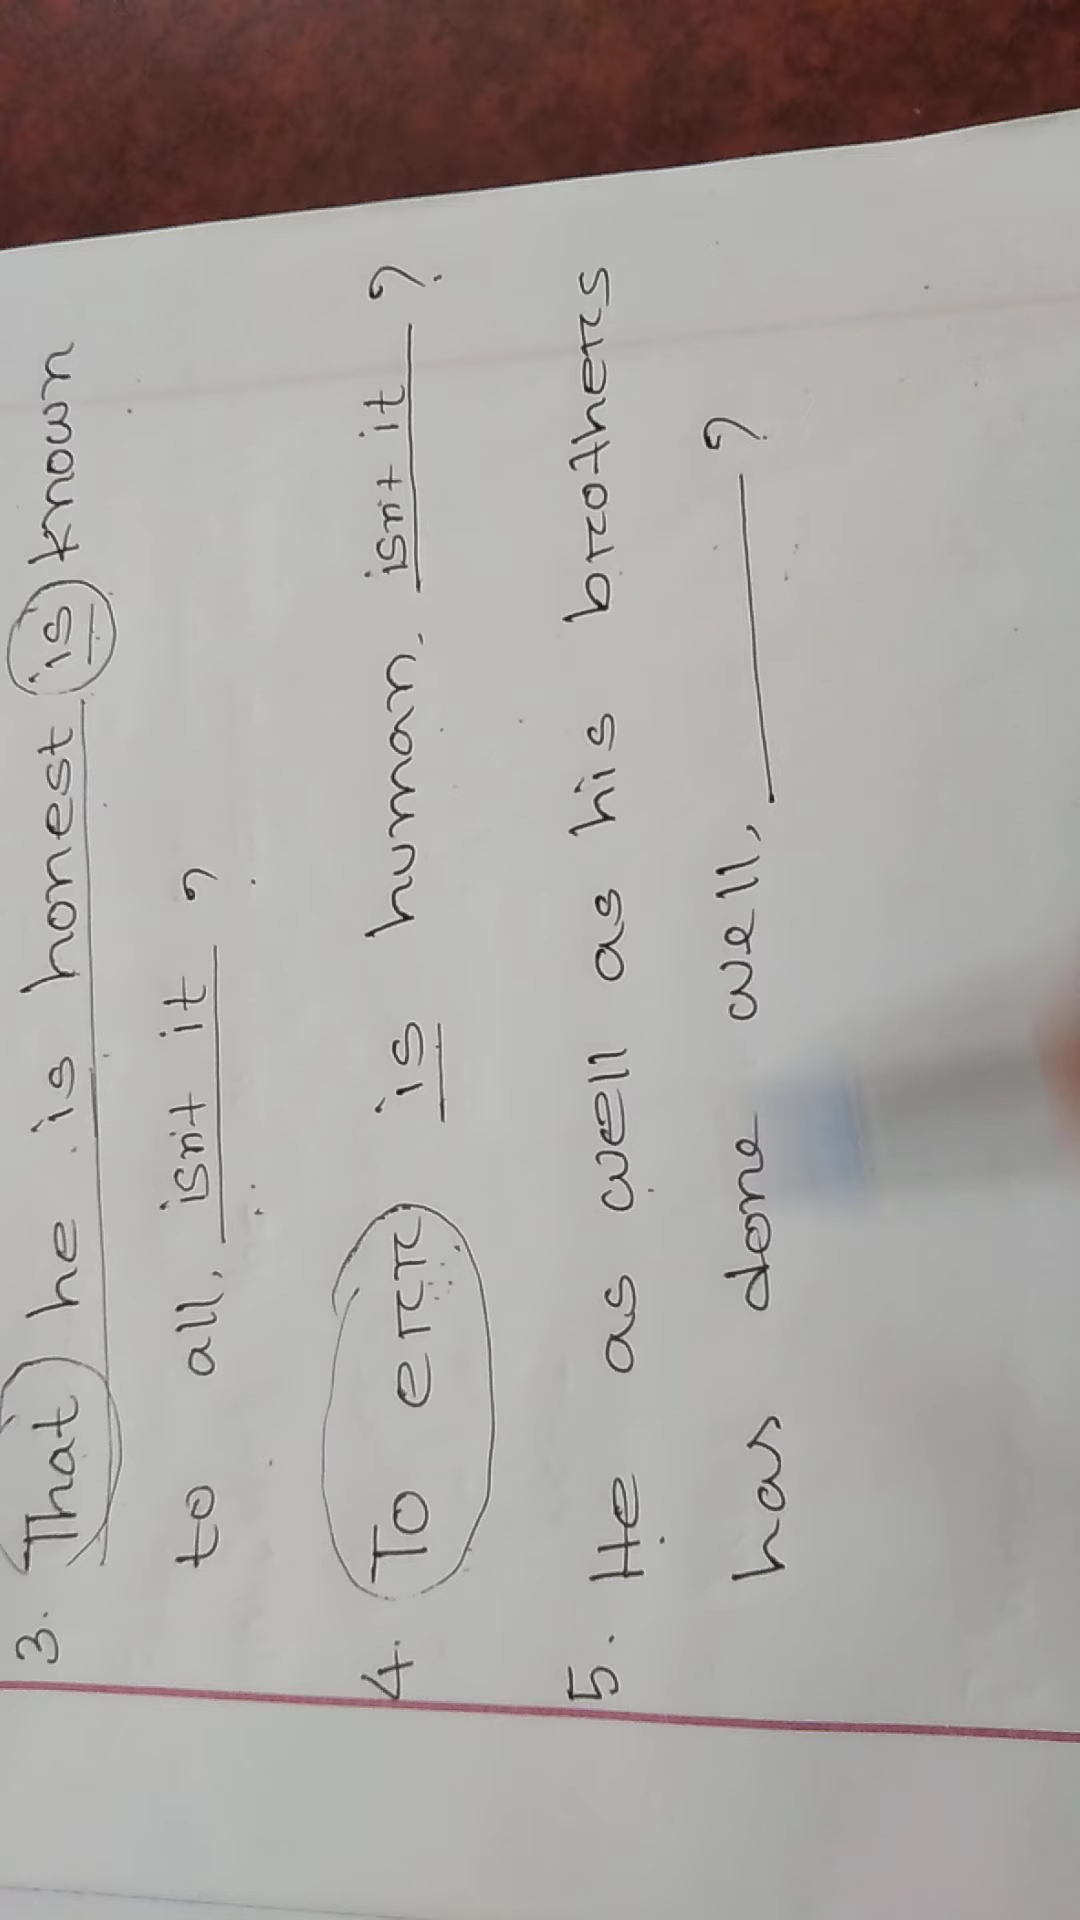 3. That he is honest is known
to all, isn't it ?
4. To err is human, isn't it ?
5. He as well as his brothers
has done well, ______ ?